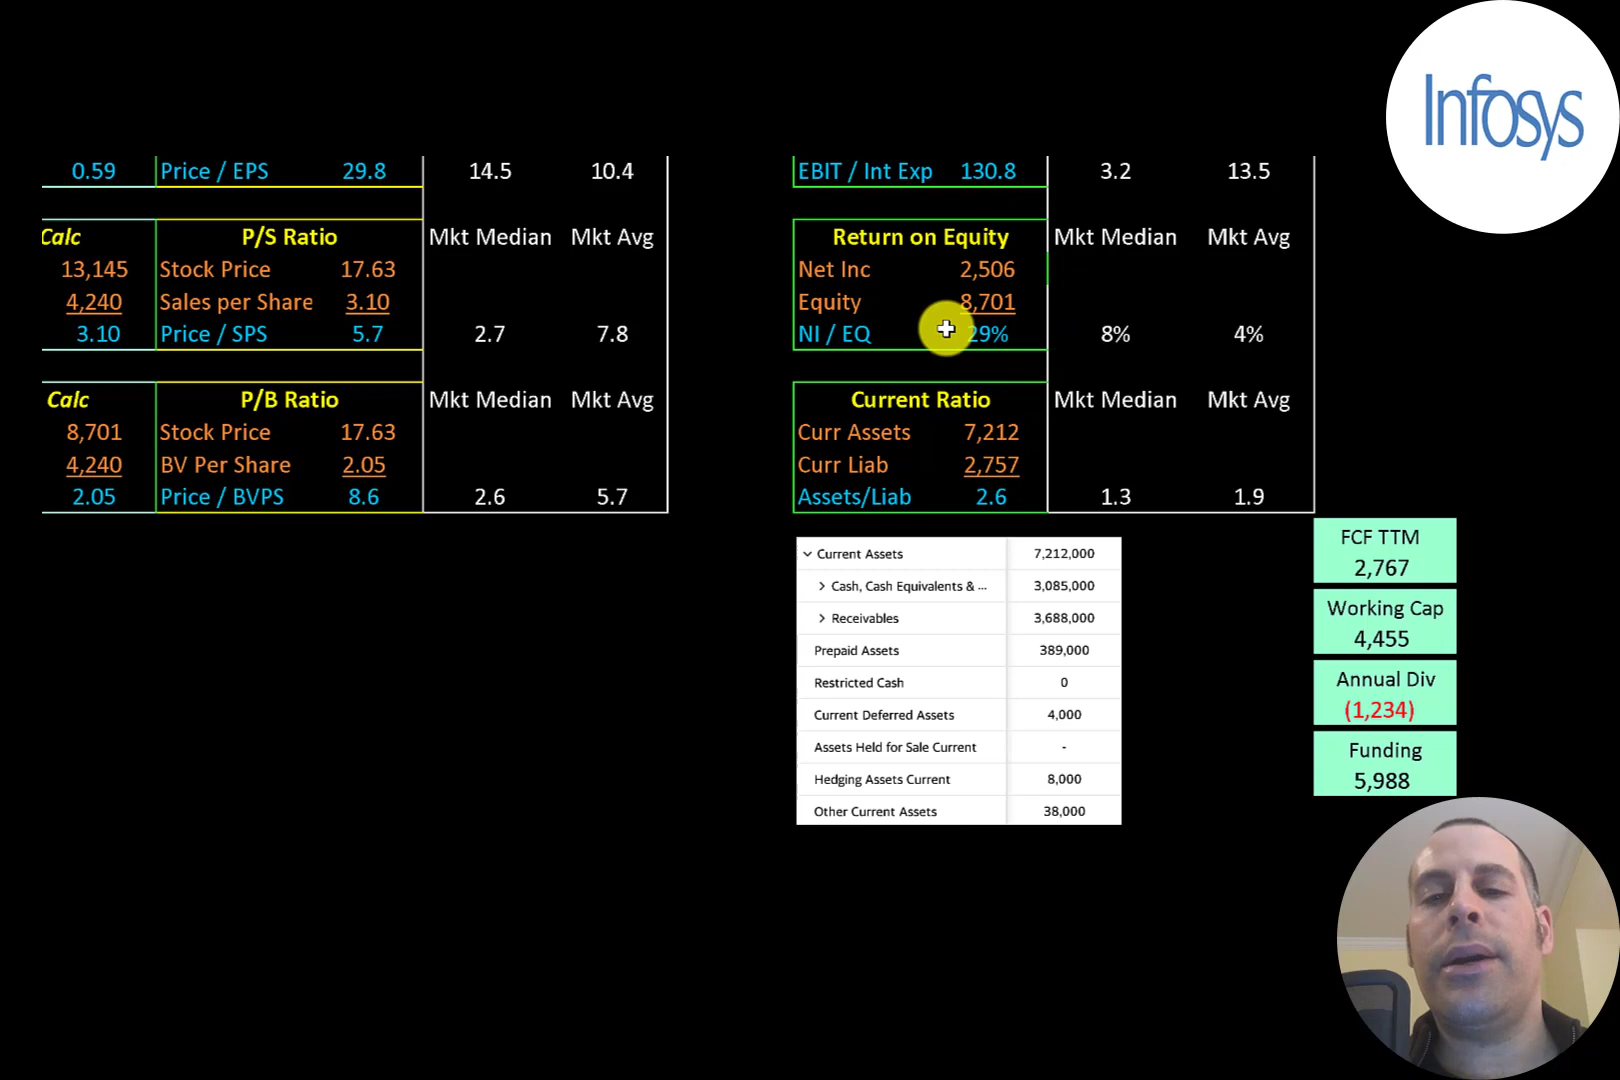 Infosys
0.59 Price / EPS 29.8 14.5 10.4
Calc P/S Ratio Mkt Median Mkt Avg
13,145 Stock Price 17.63
4,240 Sales per Share 3.10
3.10 Price / SPS 5.7 2.7 7.8
Calc P/B Ratio Mkt Median Mkt Avg
8,701 Stock Price 17.63
4,240 BV Per Share 2.05
2.05 Price / BVPS 8.6 2.6 5.7
EBIT / Int Exp 130.8 3.2 13.5
Return on Equity Mkt Median Mkt Avg
Net Inc 2,506
Equity 8,701
NI / EQ 29% 8% 4%
Current Ratio Mkt Median Mkt Avg
Curr Assets 7,212
Curr Liab 2,757
Assets/Liab 2.6 1.3 1.9
Current Assets 7,212,000
Cash, Cash Equivalents & ... 3,085,000
Receivables 3,688,000
Prepaid Assets 389,000
Restricted Cash 0
Current Deferred Assets 4,000
Assets Held for Sale Current -
Hedging Assets Current 8,000
Other Current Assets 38,000
FCF TTM
2,767
Working Cap
4,455
Annual Div
(1,234)
Funding
5,988